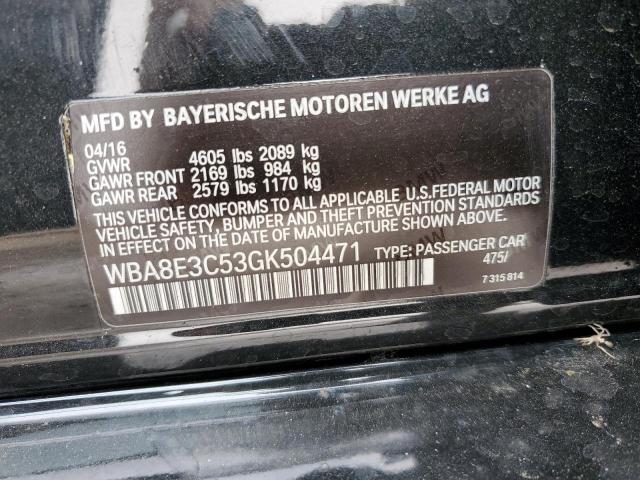 MFD BY BAYERISCHE MOTOREN WERKE AG
04/16
GVWR 4605 lbs 2089 kg
GAWR FRONT 2169 lbs 984 kg
GAWR REAR 2579 lbs 1170 kg
THIS VEHICLE CONFORMS TO ALL APPLICABLE U.S.FEDERAL MOTOR
VEHICLE SAFETY, BUMPER AND THEFT PREVENTION STANDARDS
IN EFFECT ON THE DATE OF MANUFACTURE SHOWN ABOVE.
WBA8E3C53GK504471 TYPE: PASSENGER CAR
475/
7 315 814